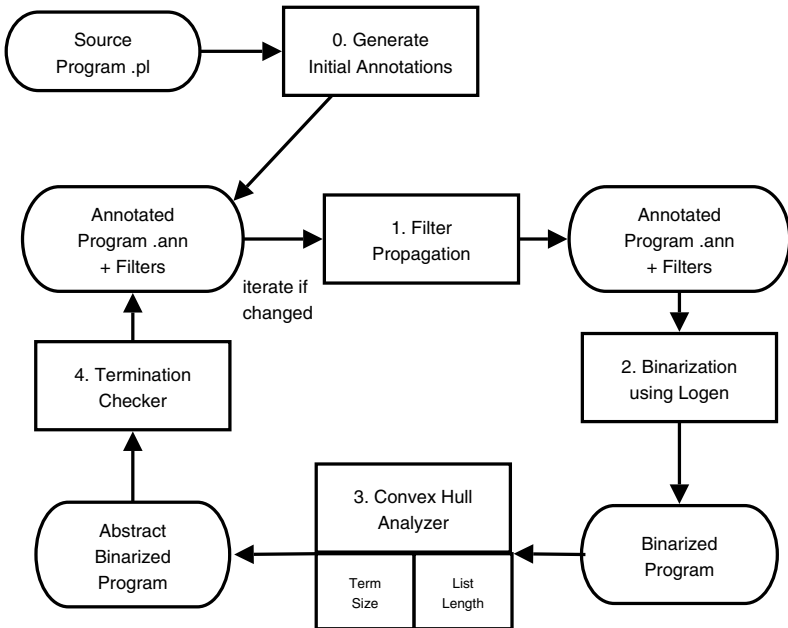 Source
Program .pl
0. Generate
Initial Annotations
Annotated
Program .ann
+ Filters
iterate if
changed
1. Filter
Propagation
Annotated
Program .ann
+ Filters
4. Termination
Checker
2. Binarization
using Logen
Abstract
Binarized
Program
3. Convex Hull
Analyzer
Term
Size
List
Length
Binarized
Program